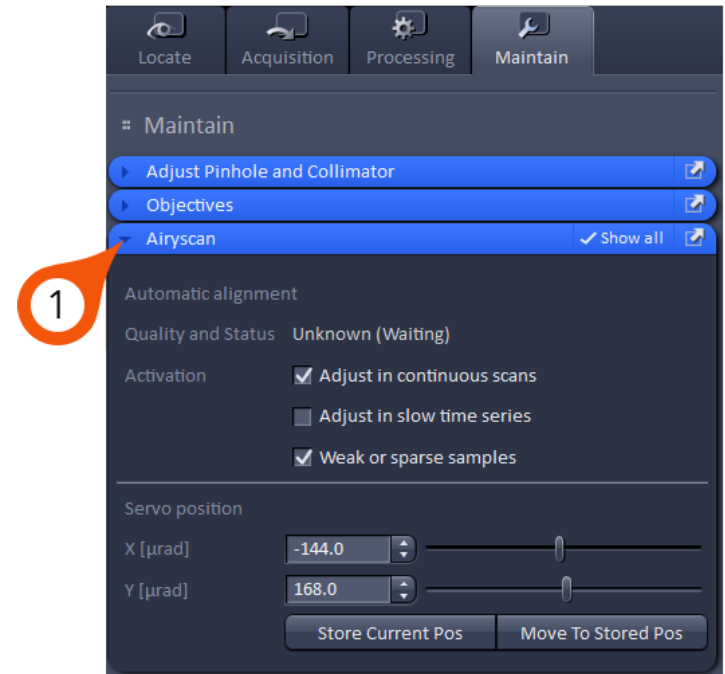 Locate Acquisition Processing Maintain
Maintain
Adjust Pinhole and Collimator
Objectives
Airyscan Show all
1
Automatic alignment
Quality and Status Unknown (Waiting)
Activation Adjust in continuous scans
Adjust in slow time series
Weak or sparse samples
Servo position
X [µrad] -144.0
Y [µrad] 168.0
Store Current Pos Move To Stored Pos